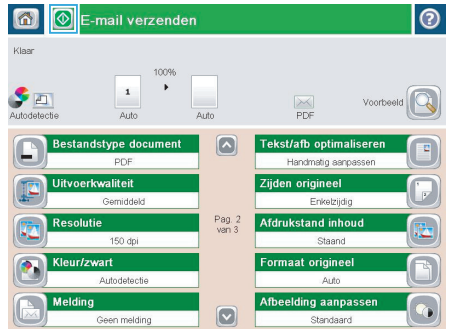 E-mail verzenden
Klaar
100%
1
Autodetectie
Auto
Auto
PDF
Voorbeeld
Bestandstype document
PDF
Tekst/afb optimaliseren
Handmatig aanpassen
Uitvoerkwaliteit
Gemiddeld
Zijden origineel
Enkelzijdig
Pag. 2
van 3
Resolutie
150 dpi
Afdrukstand inhoud
Staand
Kleur/zwart
Autodetectie
Formaat origineel
Auto
Melding
Geen melding
Afbeelding aanpassen
Standaard